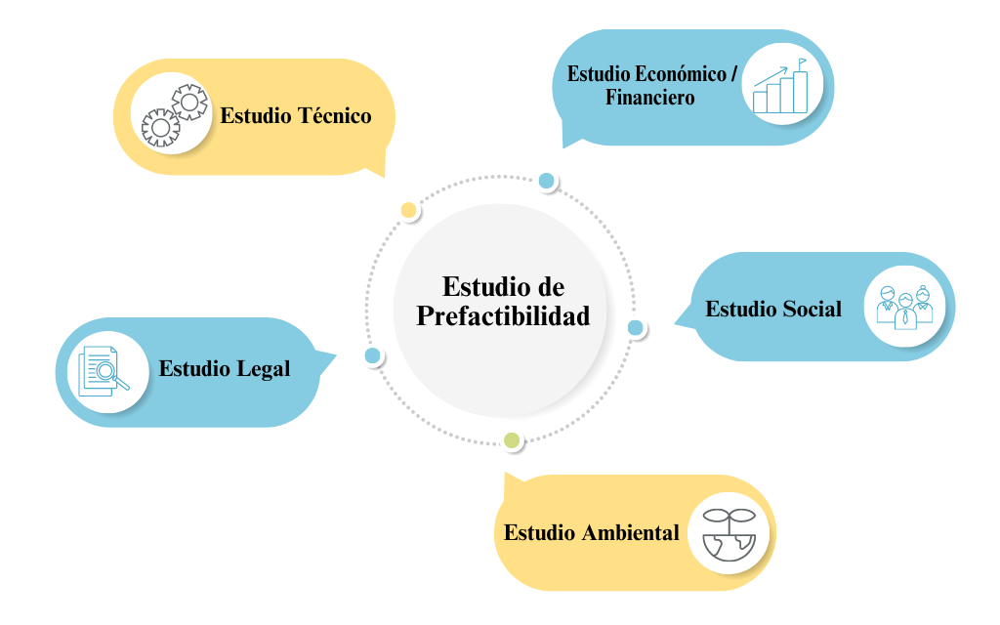 Estudio Económico /
Financiero
Estudio Técnico
Estudio de
Prefactibilidad
Estudio Social
Estudio Legal
Estudio Ambiental